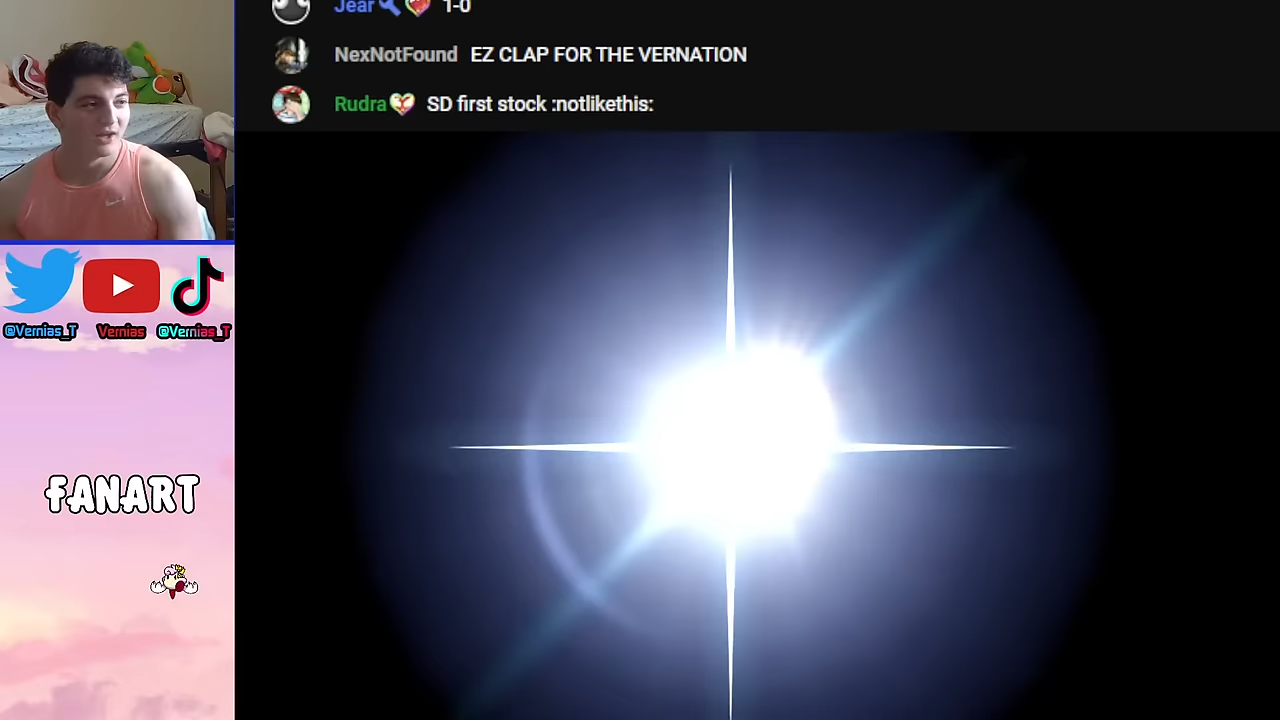 Jear 1-0
NexNotFound EZ CLAP FOR THE VERNATION
Rudra SD first stock :notlikethis:
@Vernias_T Vernias @Vernias_T
FANART